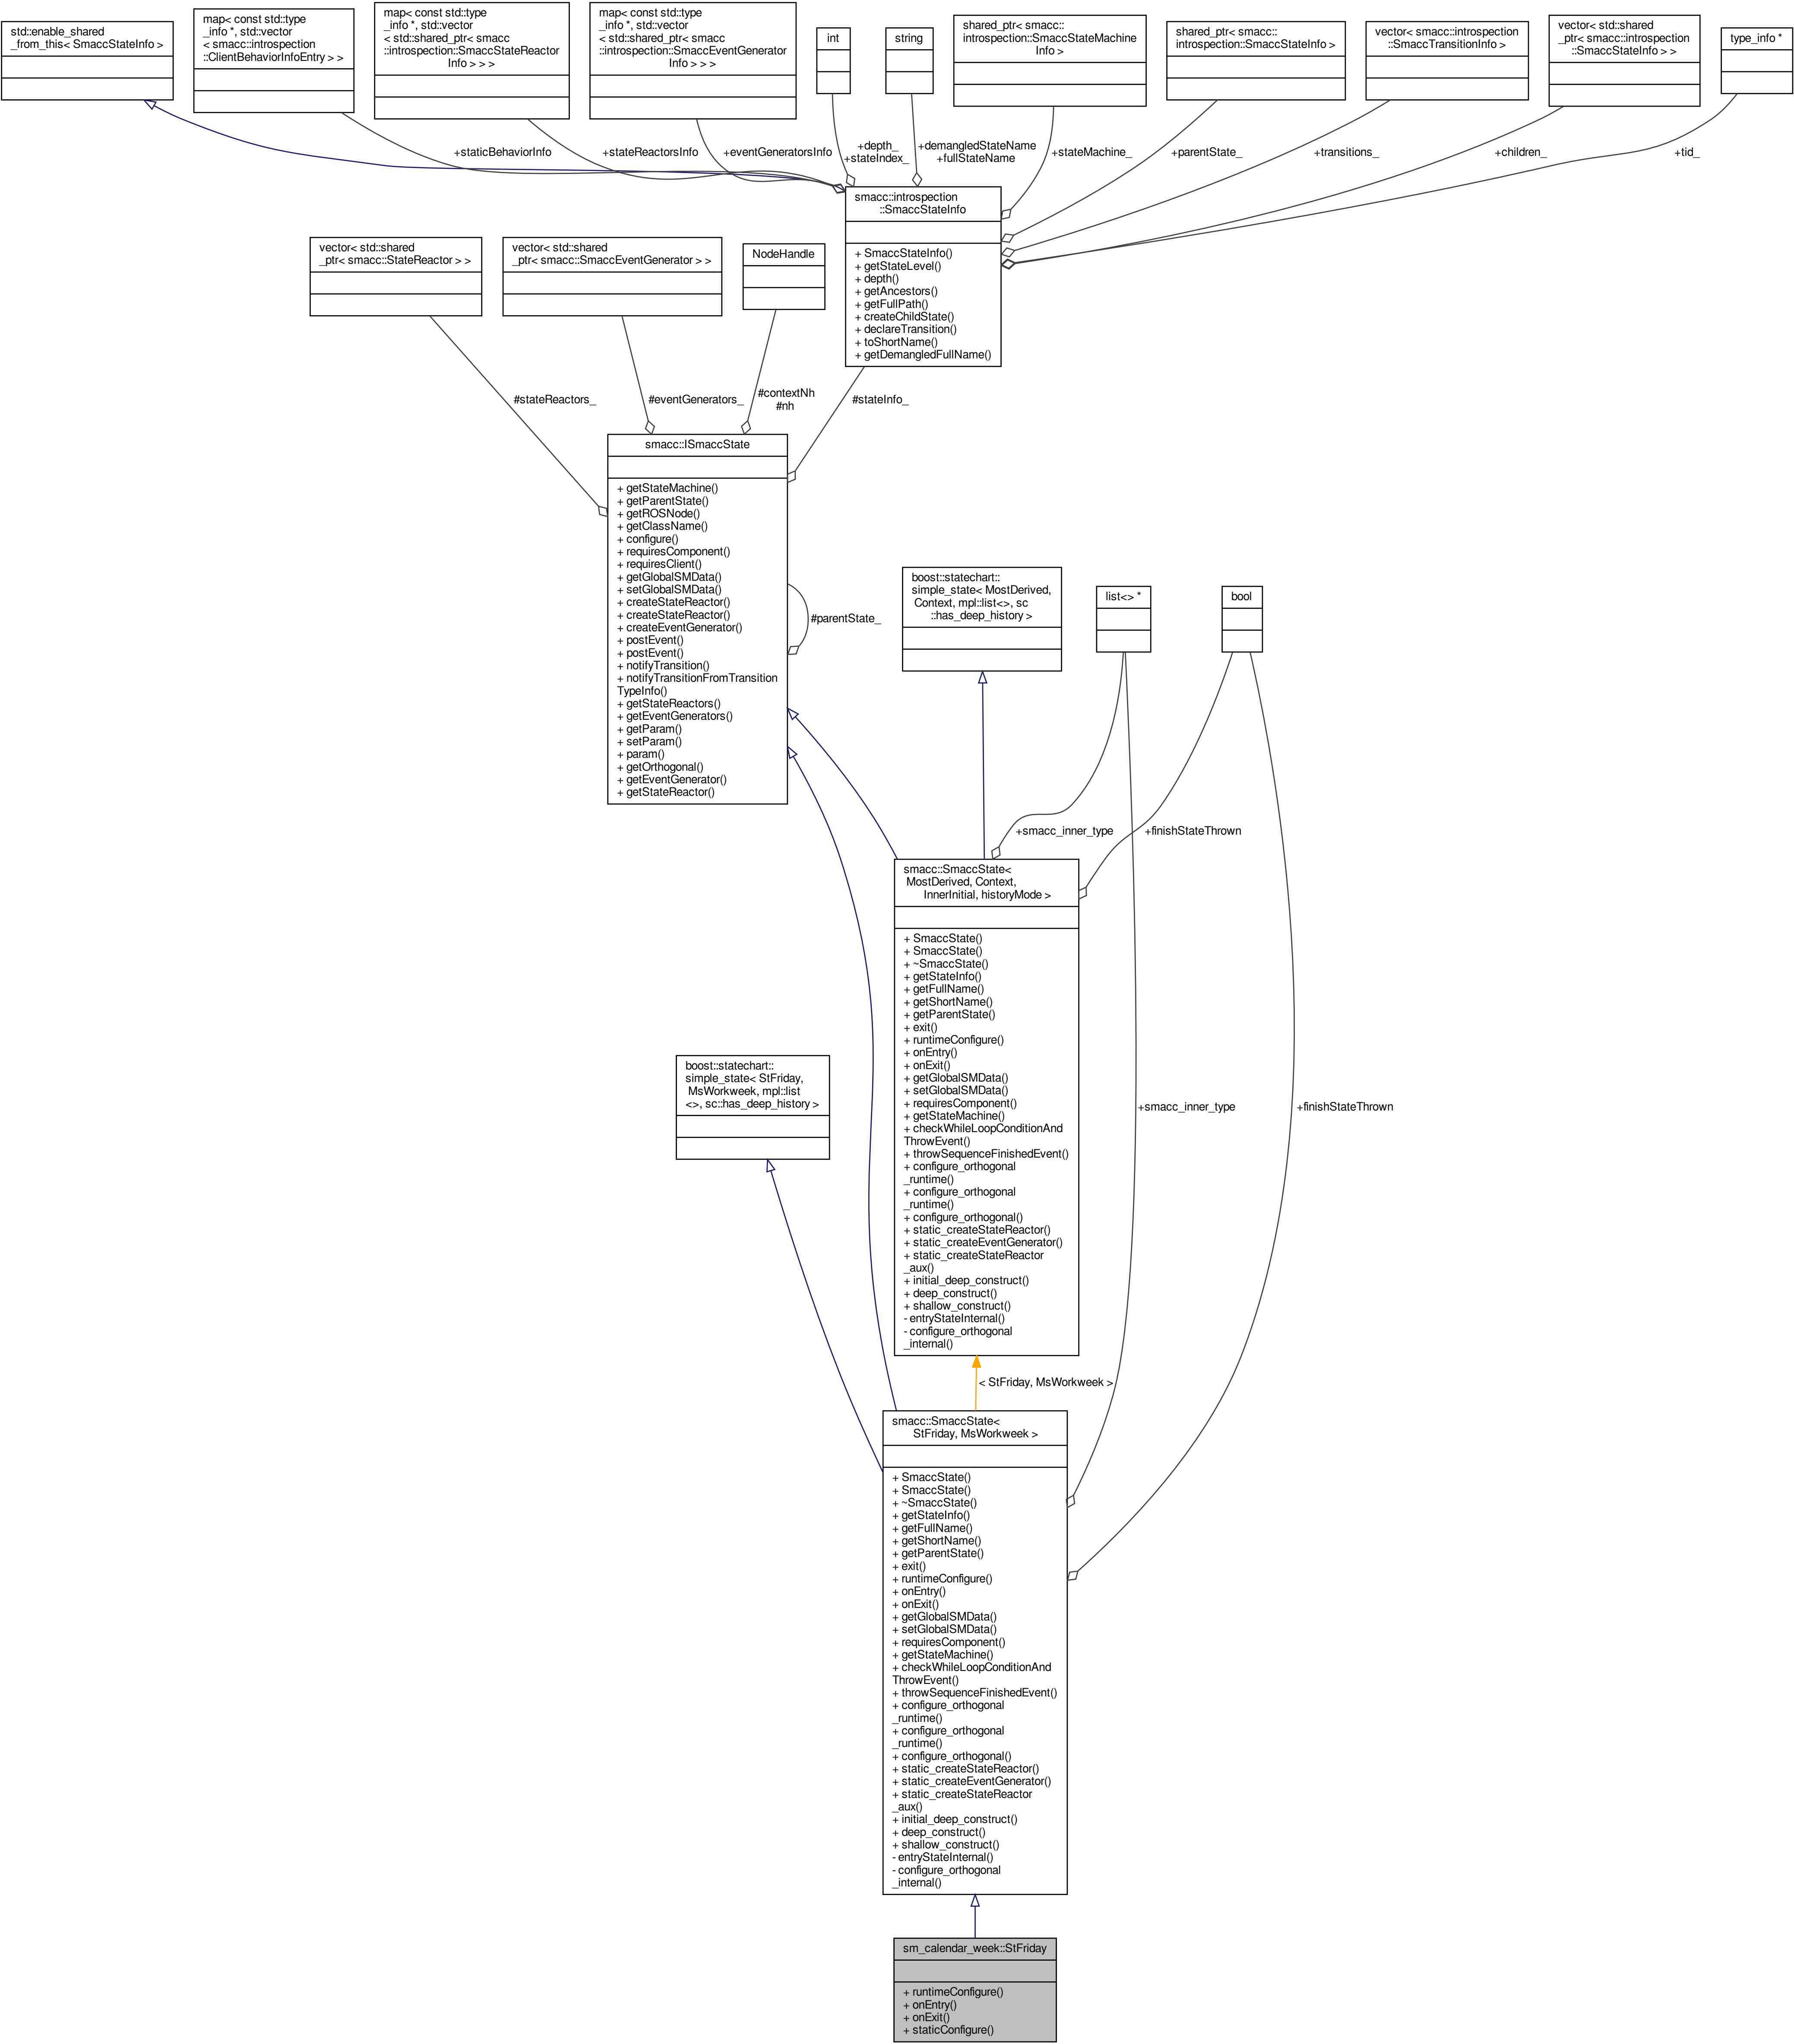 std::enable_shared
_from_this< SmaccStateInfo >
map< const std::type
_info *, std::vector
< smacc::introspection
::ClientBehaviorInfoEntry > >
map< const std::type
_info *, std::vector
< std::shared_ptr< smacc
::introspection::SmaccStateReactor
Info > > >
map< const std::type
_info *, std::vector
< std::shared_ptr< smacc
::introspection::SmaccEventGenerator
Info > > >
int
string
shared_ptr< smacc::
introspection::SmaccStateMachine
Info >
shared_ptr< smacc::
introspection::SmaccStateInfo >
vector< smacc::introspection
::SmaccTransitionInfo >
vector< std::shared
_ptr< smacc::introspection
::SmaccStateInfo > >
type_info *
+staticBehaviorInfo
+stateReactorsInfo
+eventGeneratorsInfo
+depth_
+stateIndex_
+demangledStateName
+fullStateName
+stateMachine_
+parentState_
+transitions_
+children_
+tid_
smacc::introspection
::SmaccStateInfo
+ SmaccStateInfo()
+ getStateLevel()
+ depth()
+ getAncestors()
+ getFullPath()
+ createChildState()
+ declareTransition()
+ toShortName()
+ getDemangledFullName()
vector< std::shared
_ptr< smacc::StateReactor > >
vector< std::shared
_ptr< smacc::SmaccEventGenerator > >
NodeHandle
#stateReactors_
#eventGenerators_
#contextNh
#nh
#stateInfo_
smacc::ISmaccState
+ getStateMachine()
+ getParentState()
+ getROSNode()
+ getClassName()
+ configure()
+ requiresComponent()
+ requiresClient()
+ getGlobalSMData()
+ setGlobalSMData()
+ createStateReactor()
+ createStateReactor()
+ createEventGenerator()
+ postEvent()
+ postEvent()
+ notifyTransition()
+ notifyTransitionFromTransition
TypeInfo()
+ getStateReactors()
+ getEventGenerators()
+ getParam()
+ setParam()
+ param()
+ getOrthogonal()
+ getEventGenerator()
+ getStateReactor()
#parentState_
boost::statechart::
simple_state< MostDerived,
Context, mpl::list<>, sc
::has_deep_history >
list<> *
bool
+smacc_inner_type
+finishStateThrown
smacc::SmaccState<
MostDerived, Context,
InnerInitial, historyMode >
+ SmaccState()
+ SmaccState()
+ ~SmaccState()
+ getStateInfo()
+ getFullName()
+ getShortName()
+ getParentState()
+ exit()
+ runtimeConfigure()
+ onEntry()
+ onExit()
+ getGlobalSMData()
+ setGlobalSMData()
+ requiresComponent()
+ getStateMachine()
+ checkWhileLoopConditionAnd
ThrowEvent()
+ throwSequenceFinishedEvent()
+ configure_orthogonal
_runtime()
+ configure_orthogonal
_runtime()
+ configure_orthogonal()
+ static_createStateReactor()
+ static_createEventGenerator()
+ static_createStateReactor
_aux()
+ initial_deep_construct()
+ deep_construct()
+ shallow_construct()
- entryStateInternal()
- configure_orthogonal
_internal()
boost::statechart::
simple_state< StFriday,
MsWorkweek, mpl::list
<>, sc::has_deep_history >
+smacc_inner_type
+finishStateThrown
< StFriday, MsWorkweek >
smacc::SmaccState<
StFriday, MsWorkweek >
+ SmaccState()
+ SmaccState()
+ ~SmaccState()
+ getStateInfo()
+ getFullName()
+ getShortName()
+ getParentState()
+ exit()
+ runtimeConfigure()
+ onEntry()
+ onExit()
+ getGlobalSMData()
+ setGlobalSMData()
+ requiresComponent()
+ getStateMachine()
+ checkWhileLoopConditionAnd
ThrowEvent()
+ throwSequenceFinishedEvent()
+ configure_orthogonal
_runtime()
+ configure_orthogonal
_runtime()
+ configure_orthogonal()
+ static_createStateReactor()
+ static_createEventGenerator()
+ static_createStateReactor
_aux()
+ initial_deep_construct()
+ deep_construct()
+ shallow_construct()
- entryStateInternal()
- configure_orthogonal
_internal()
sm_calendar_week::StFriday
+ runtimeConfigure()
+ onEntry()
+ onExit()
+ staticConfigure()